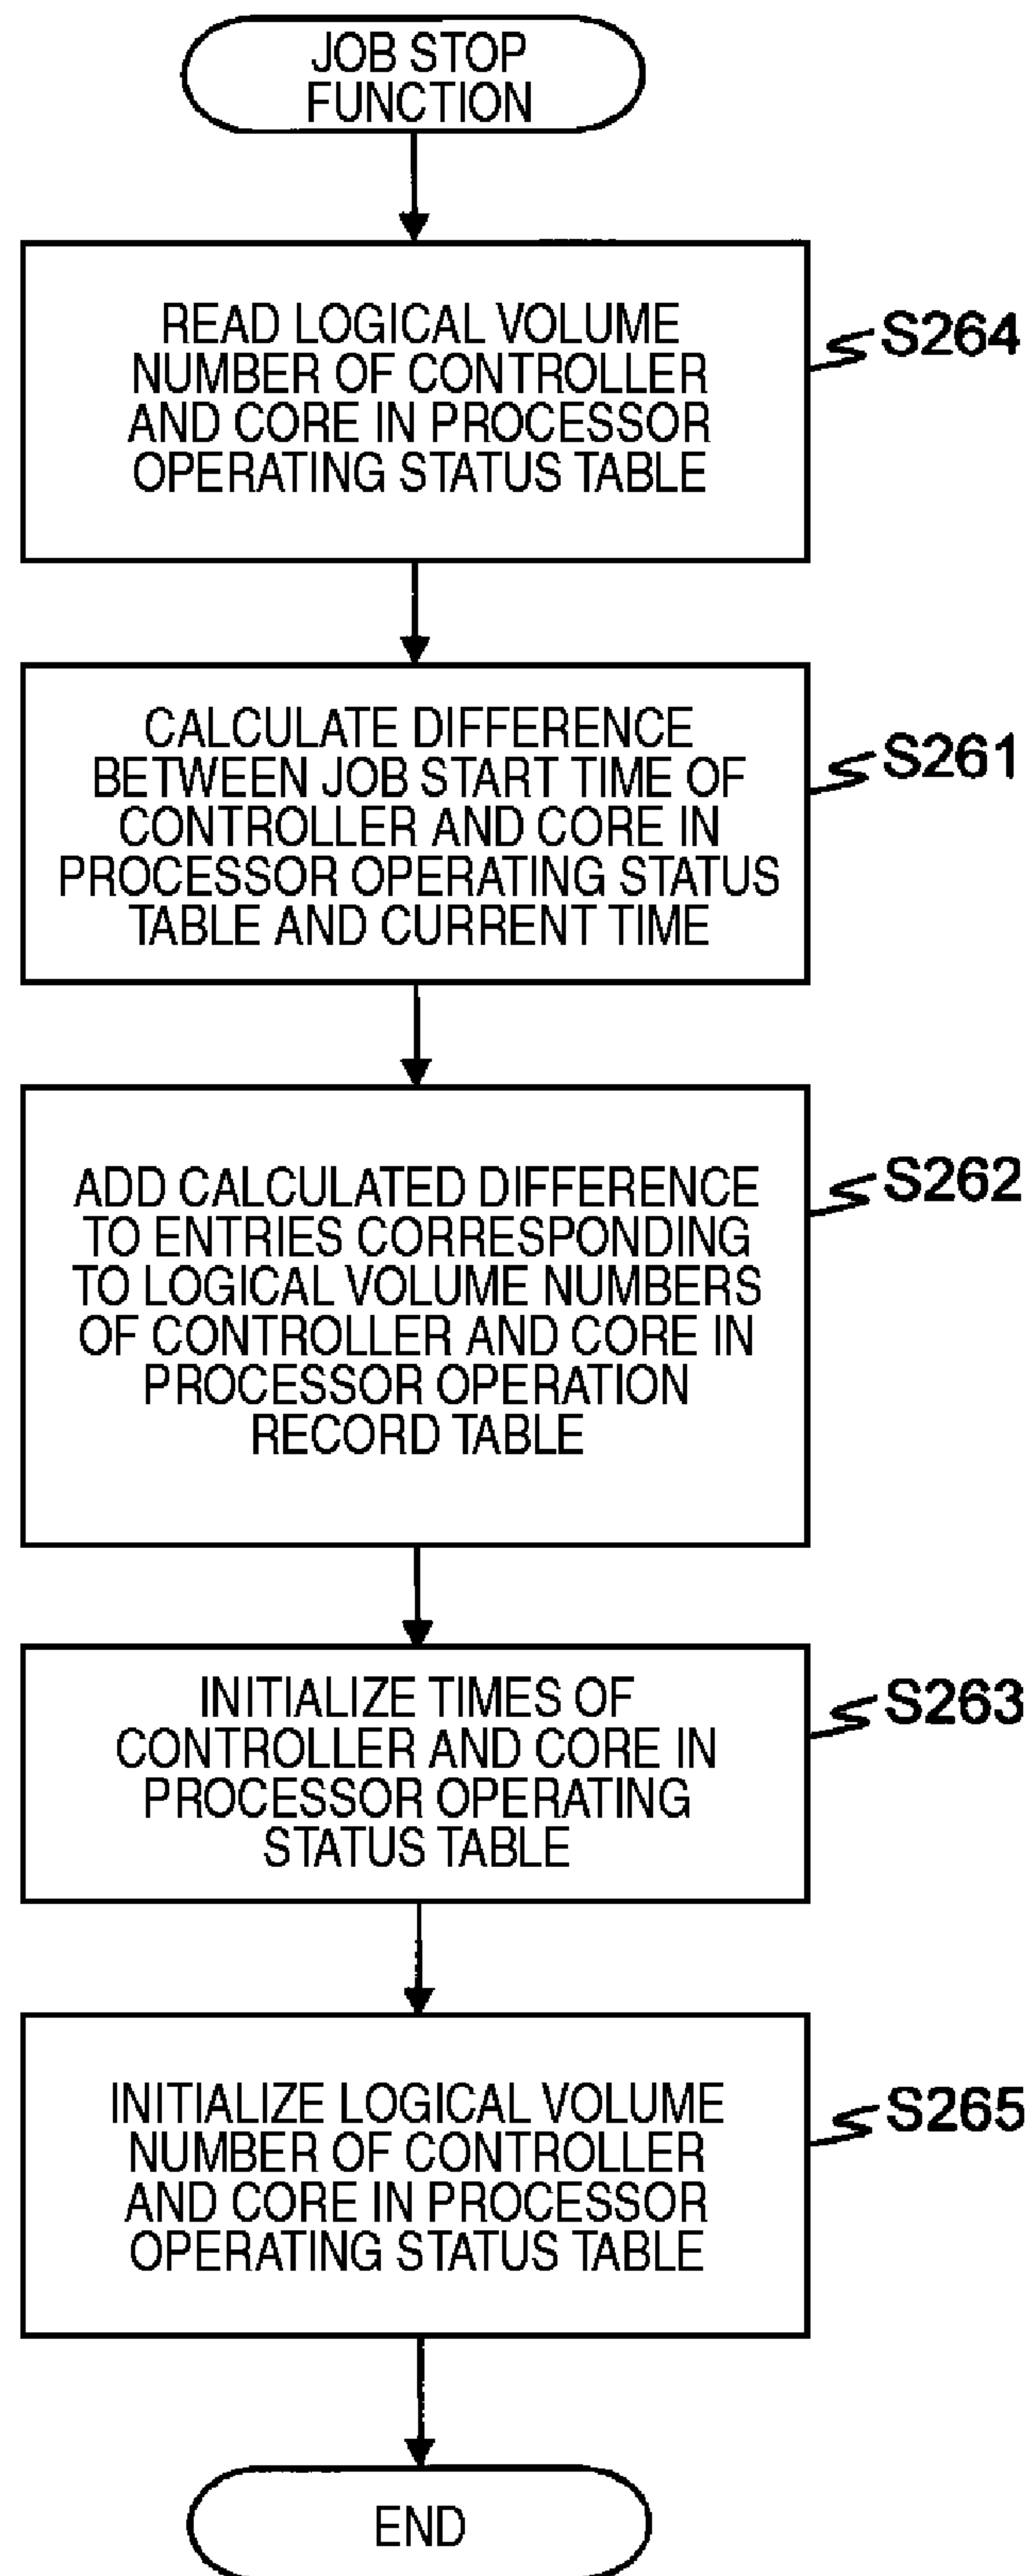 JOB STOP
FUNCTION
READ LOGICAL VOLUME
NUMBER OF CONTROLLER
AND CORE IN PROCESSOR
OPERATING STATUS TABLE
S264
CALCULATE DIFFERENCE
BETWEEN JOB START TIME OF
CONTROLLER AND CORE IN
PROCESSOR OPERATING STATUS
TABLE AND CURRENT TIME
S261
ADD CALCULATED DIFFERENCE
TO ENTRIES CORRESPONDING
TO LOGICAL VOLUME NUMBERS
OF CONTROLLER AND CORE IN
PROCESSOR OPERATION
RECORD TABLE
S262
INITIALIZE TIMES OF
CONTROLLER AND CORE IN
PROCESSOR OPERATING
STATUS TABLE
S263
INITIALIZE LOGICAL VOLUME
NUMBER OF CONTROLLER
AND CORE IN PROCESSOR
OPERATING STATUS TABLE
S265
END